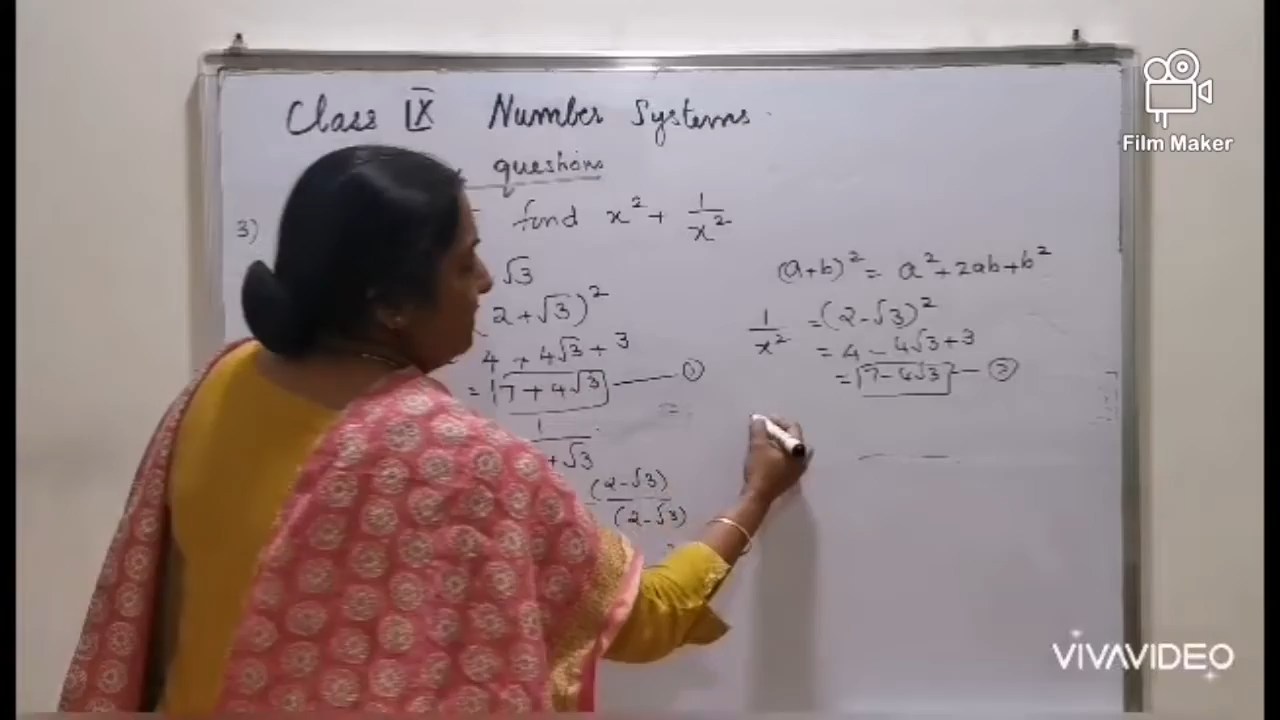 Class IX Number Systems.
questions
3) find x² + 1/x²
√3
2 + √3)²
4 + 4√3 + 3
= 7 + 4√3 — ①
1
+ √3
(2-√3)
(2-√3)
(a+b)² = a² + 2ab + b²
1/x² = (2-√3)²
= 4 - 4√3 + 3
= 7 - 4√3 — ②
Film Maker
VIVAVIDEO